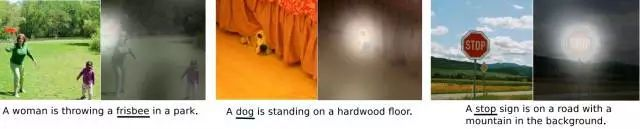 STOP
A woman is throwing a frisbee in a park.
A dog is standing on a hardwood floor.
A stop sign is on a road with a
mountain in the background.